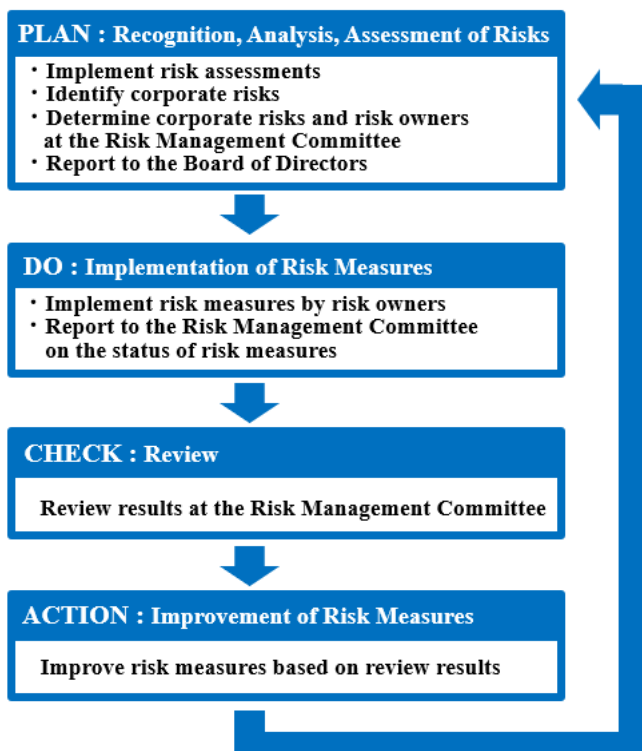 PLAN : Recognition, Analysis, Assessment of Risks
・Implement risk assessments
・Identify corporate risks
・Determine corporate risks and risk owners
at the Risk Management Committee
・Report to the Board of Directors
DO : Implementation of Risk Measures
・Implement risk measures by risk owners
・Report to the Risk Management Committee
on the status of risk measures
CHECK : Review
Review results at the Risk Management Committee
ACTION : Improvement of Risk Measures
Improve risk measures based on review results